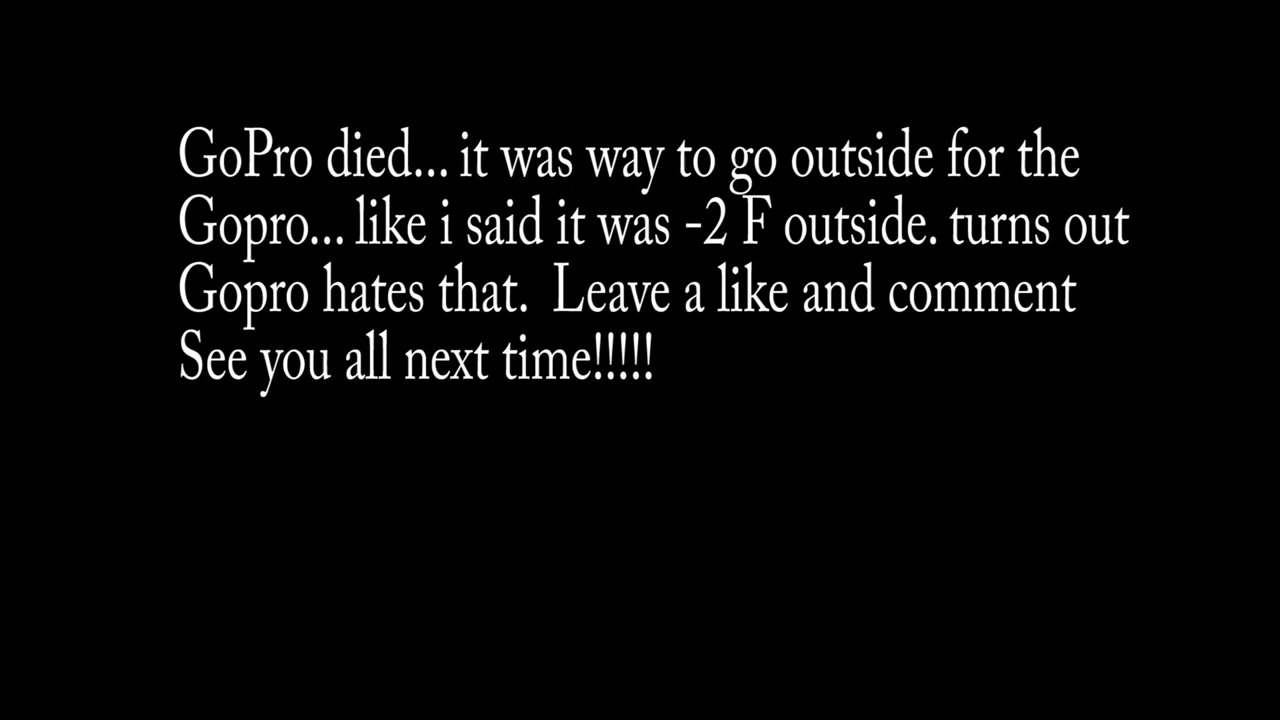 GoPro died... it was way to go outside for the
Gopro... like i said it was -2 F outside. turns out
Gopro hates that.  Leave a like and comment
See you all next time!!!!!